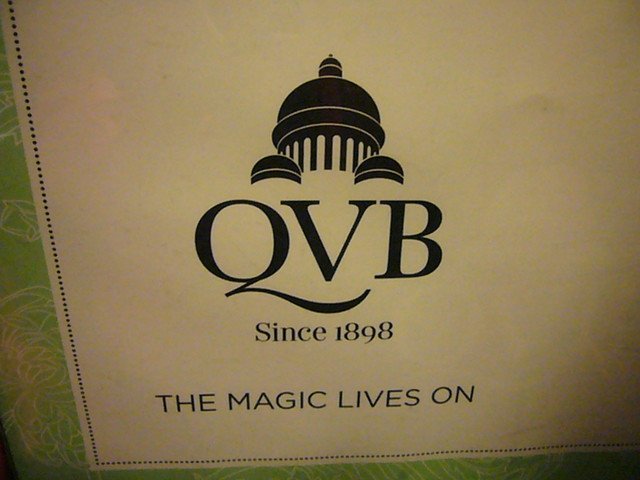 QVB
Since 1898
THE MAGIC LIVES ON